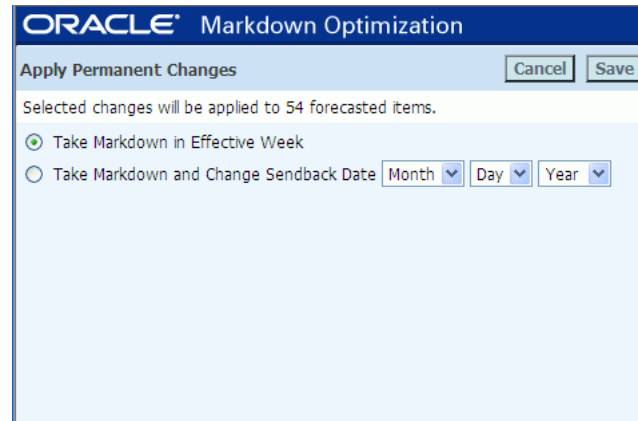 ORACLE® Markdown Optimization
Apply Permanent Changes Cancel Save
Selected changes will be applied to 54 forecasted items.
Take Markdown in Effective Week
Take Markdown and Change Sendback Date Month Day Year